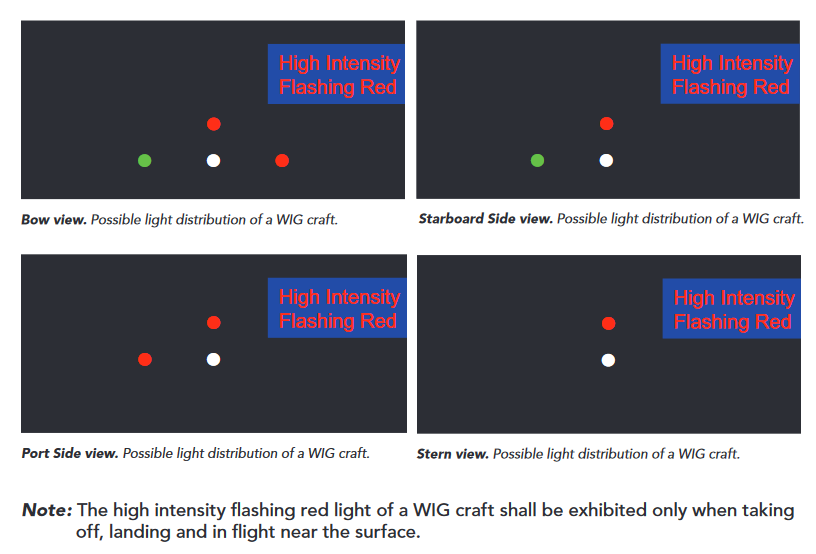 High Intensity
Flashing Red
High Intensity
Flashing Red
Bow view. Possible light distribution of a WIG craft.
Starboard Side view. Possible light distribution of a WIG craft.
High Intensity
Flashing Red
High Intensity
Flashing Red
Port Side view. Possible light distribution of a WIG craft.
Stern view. Possible light distribution of a WIG craft.
Note: The high intensity flashing red light of a WIG craft shall be exhibited only when taking
off, landing and in flight near the surface.